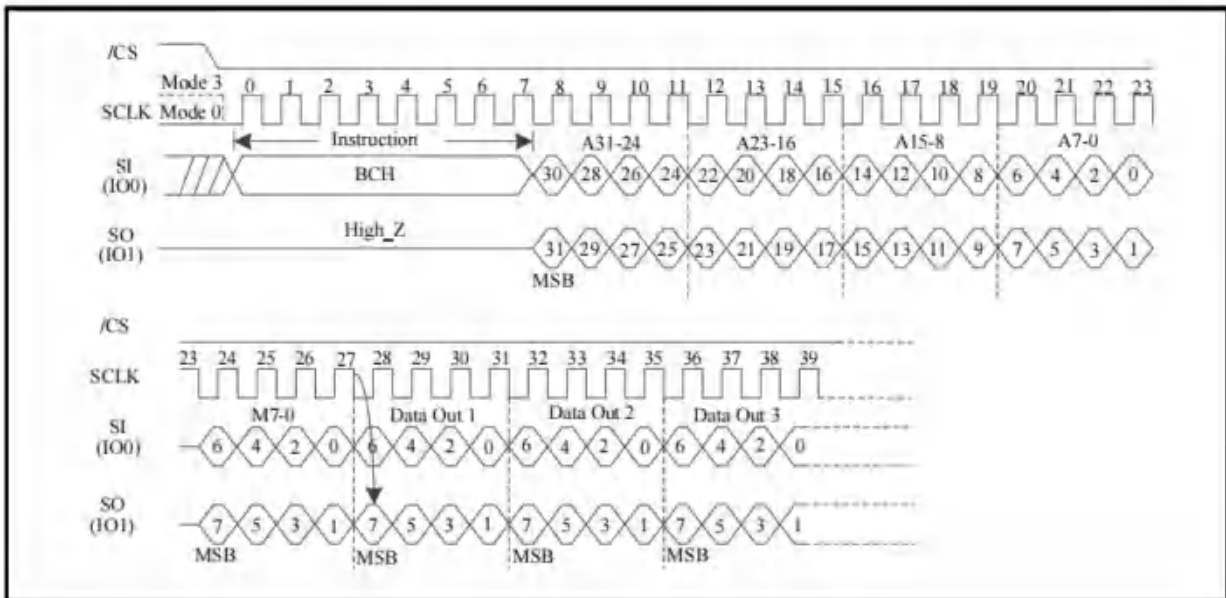 /CS
Mode 3 0 1 2 3 4 5 6 7 8 9 10 11 12 13 14 15 16 17 18 19 20 21 22 23
SCLK Mode 0
Instruction A31-24 A23-16 A15-8 A7-0
SI
(IO0) BCH 30 28 26 24 22 20 18 16 14 12 10 8 6 4 2 0
SO
(IO1) High_Z 31 29 27 25 23 21 19 17 15 13 11 9 7 5 3 1
MSB
/CS
23 24 25 26 27 28 29 30 31 32 33 34 35 36 37 38 39
SCLK
M7-0 Data Out 1 Data Out 2 Data Out 3
SI
(IO0) 6 4 2 0 6 4 2 0 6 4 2 0 6 4 2 0
SO
(IO1) 7 5 3 1 7 5 3 1 7 5 3 1 7 5 3 1
MSB MSB MSB MSB